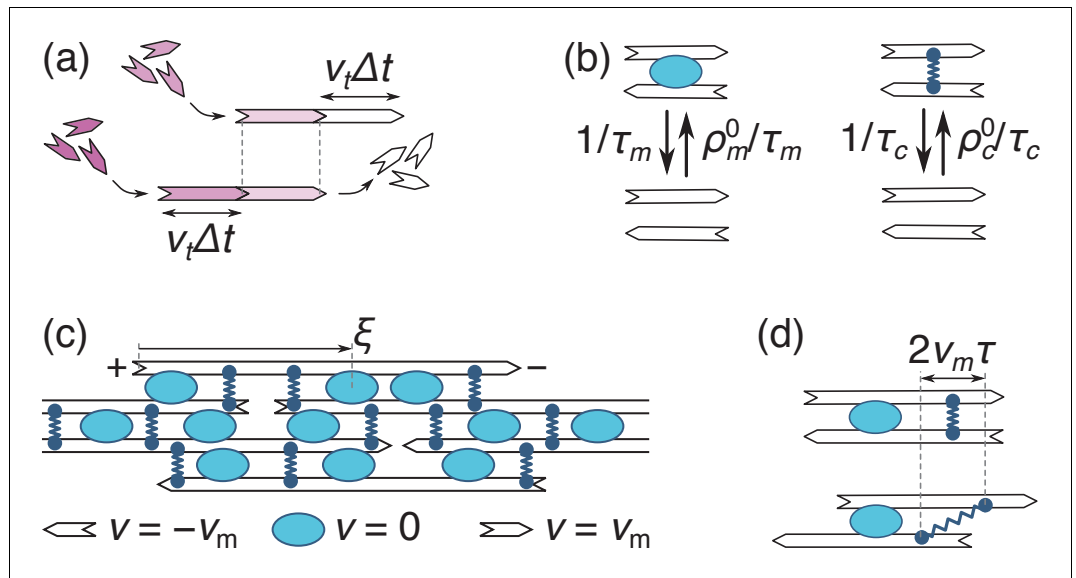 (a)
v_tΔt
v_tΔt
(b)
1/τ_m
ρ_m^0/τ_m
1/τ_c
ρ_c^0/τ_c
(c)
ξ
+
−
v = −v_m
v = 0
v = v_m
(d)
2v_mτ